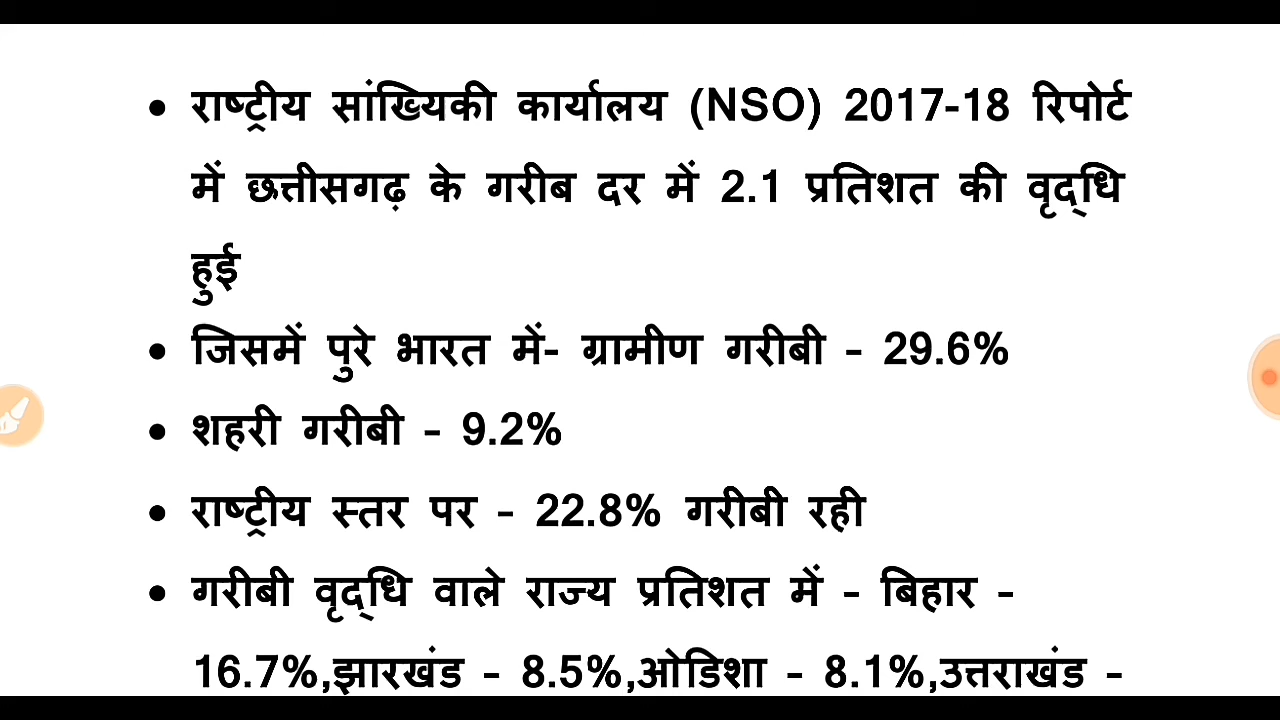 • राष्ट्रीय सांख्यिकी कार्यालय (NSO) 2017-18 रिपोर्ट
में छत्तीसगढ़ के गरीब दर में 2.1 प्रतिशत की वृद्धि
हुई
• जिसमें पुरे भारत में- ग्रामीण गरीबी - 29.6%
• शहरी गरीबी - 9.2%
• राष्ट्रीय स्तर पर - 22.8% गरीबी रही
• गरीबी वृद्धि वाले राज्य प्रतिशत में - बिहार -
16.7%,झारखंड - 8.5%,ओडिशा - 8.1%,उत्तराखंड -